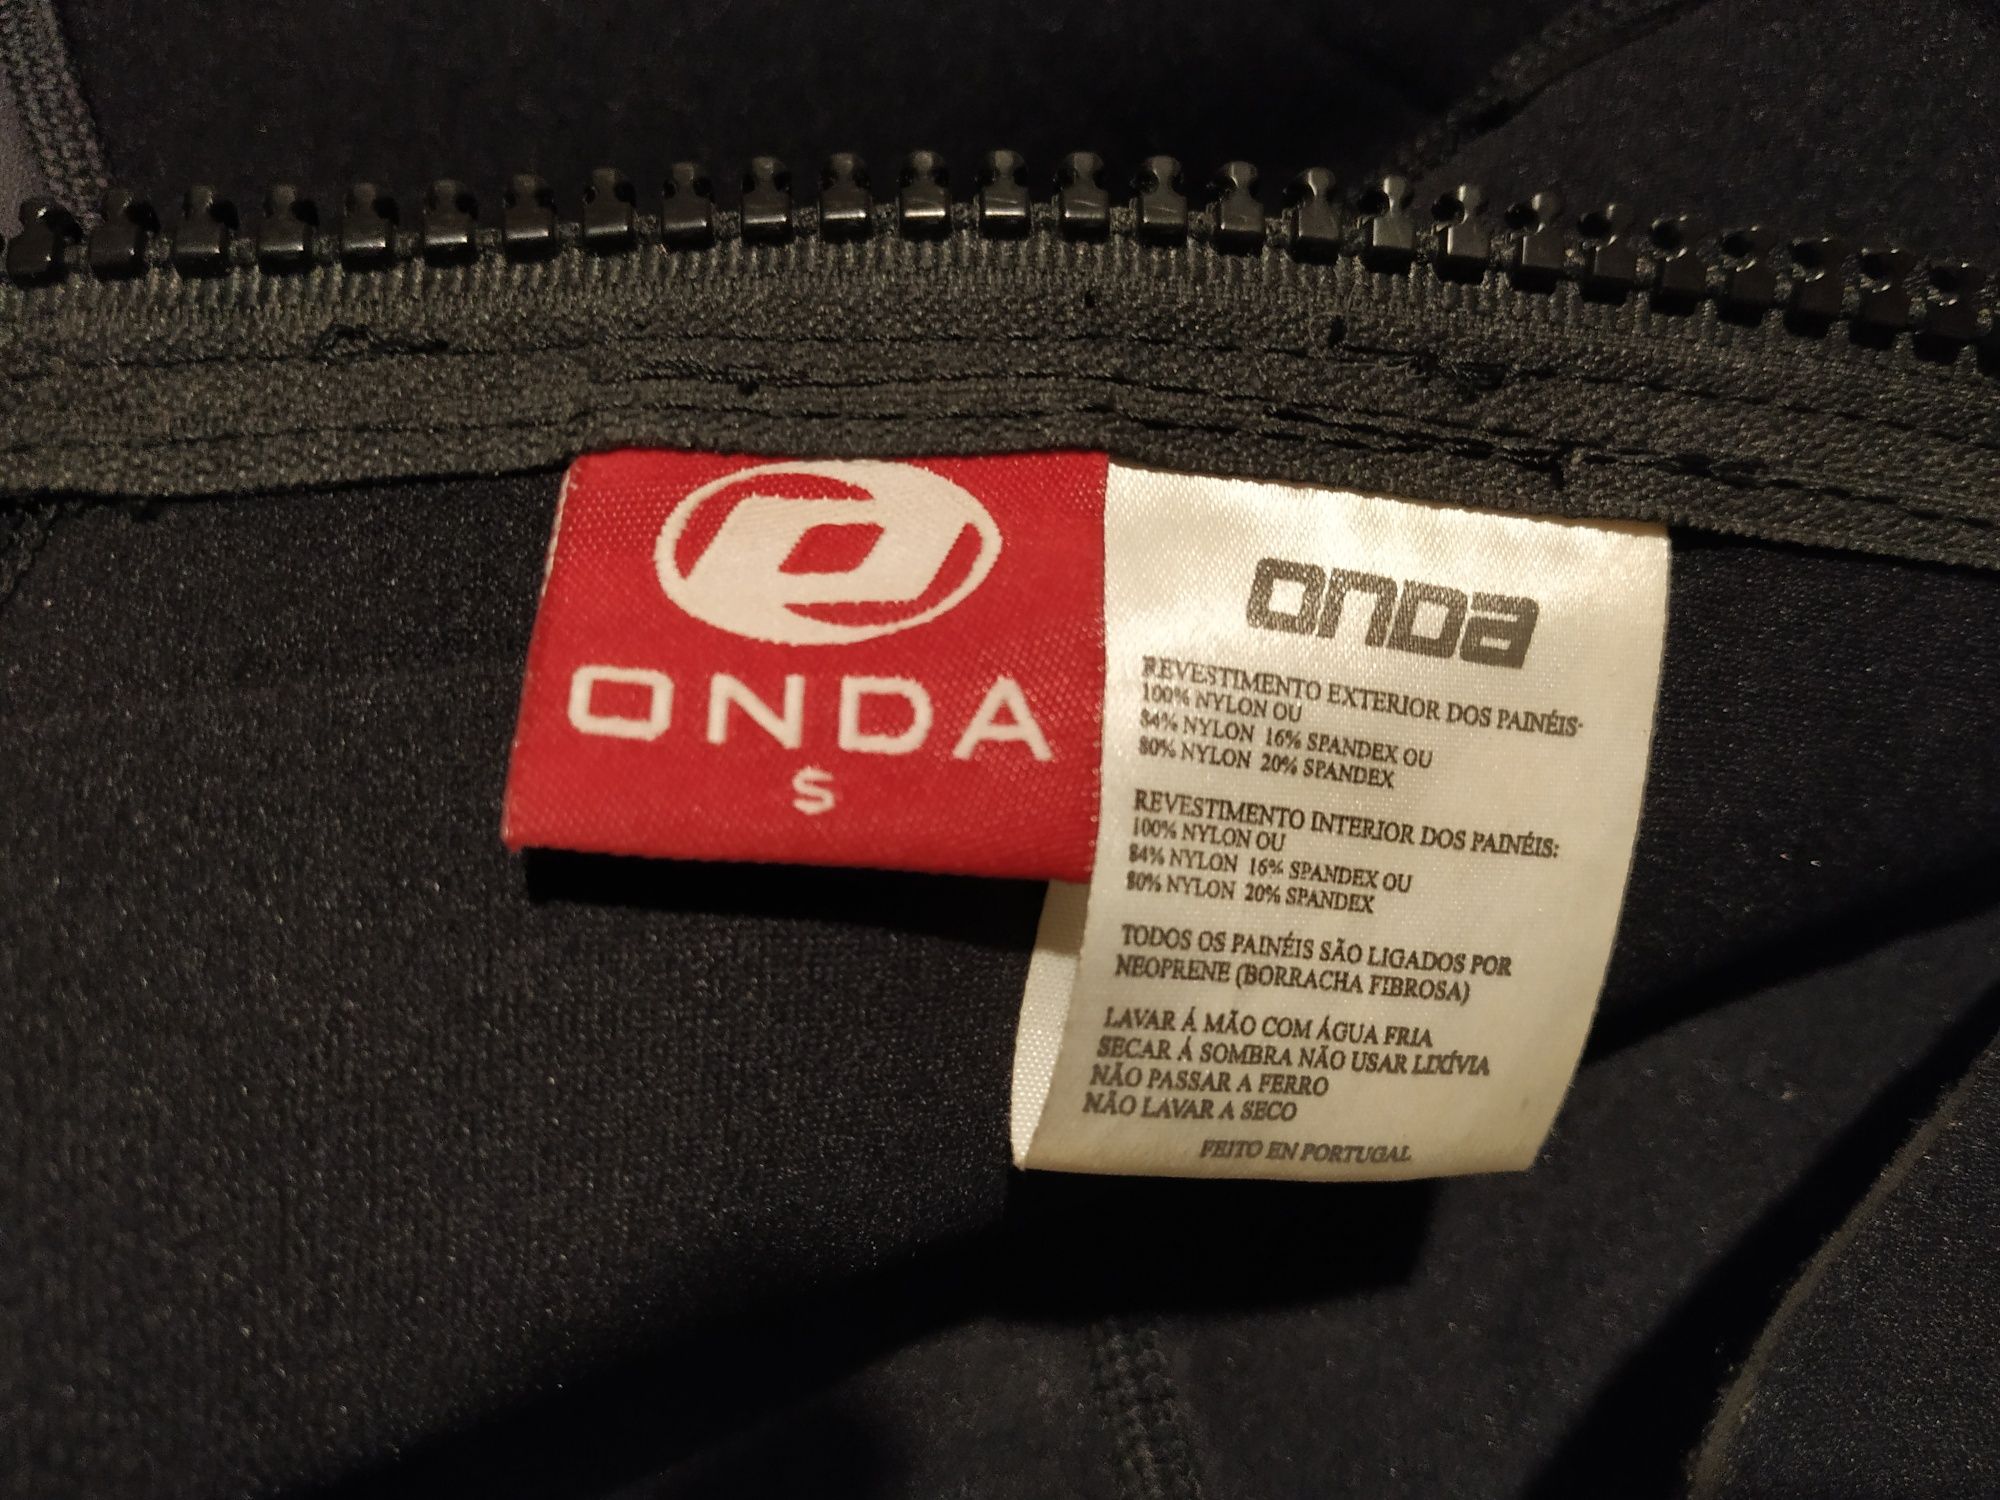 ONDA
S
onda
REVESTIMENTO EXTERIOR DOS PAINÉIS-
100% NYLON OU
84% NYLON 16% SPANDEX OU
80% NYLON 20% SPANDEX
REVESTIMENTO INTERIOR DOS PAINÉIS:
100% NYLON OU
84% NYLON 16% SPANDEX OU
80% NYLON 20% SPANDEX
TODOS OS PAINÉIS SÃO LIGADOS POR
NEOPRENE (BORRACHA FIBROSA)
LAVAR Á MÃO COM ÁGUA FRIA
SECAR Á SOMBRA NÃO USAR LIXÍVIA
NÃO PASSAR A FERRO
NÃO LAVAR A SECO
FEITO EN PORTUGAL